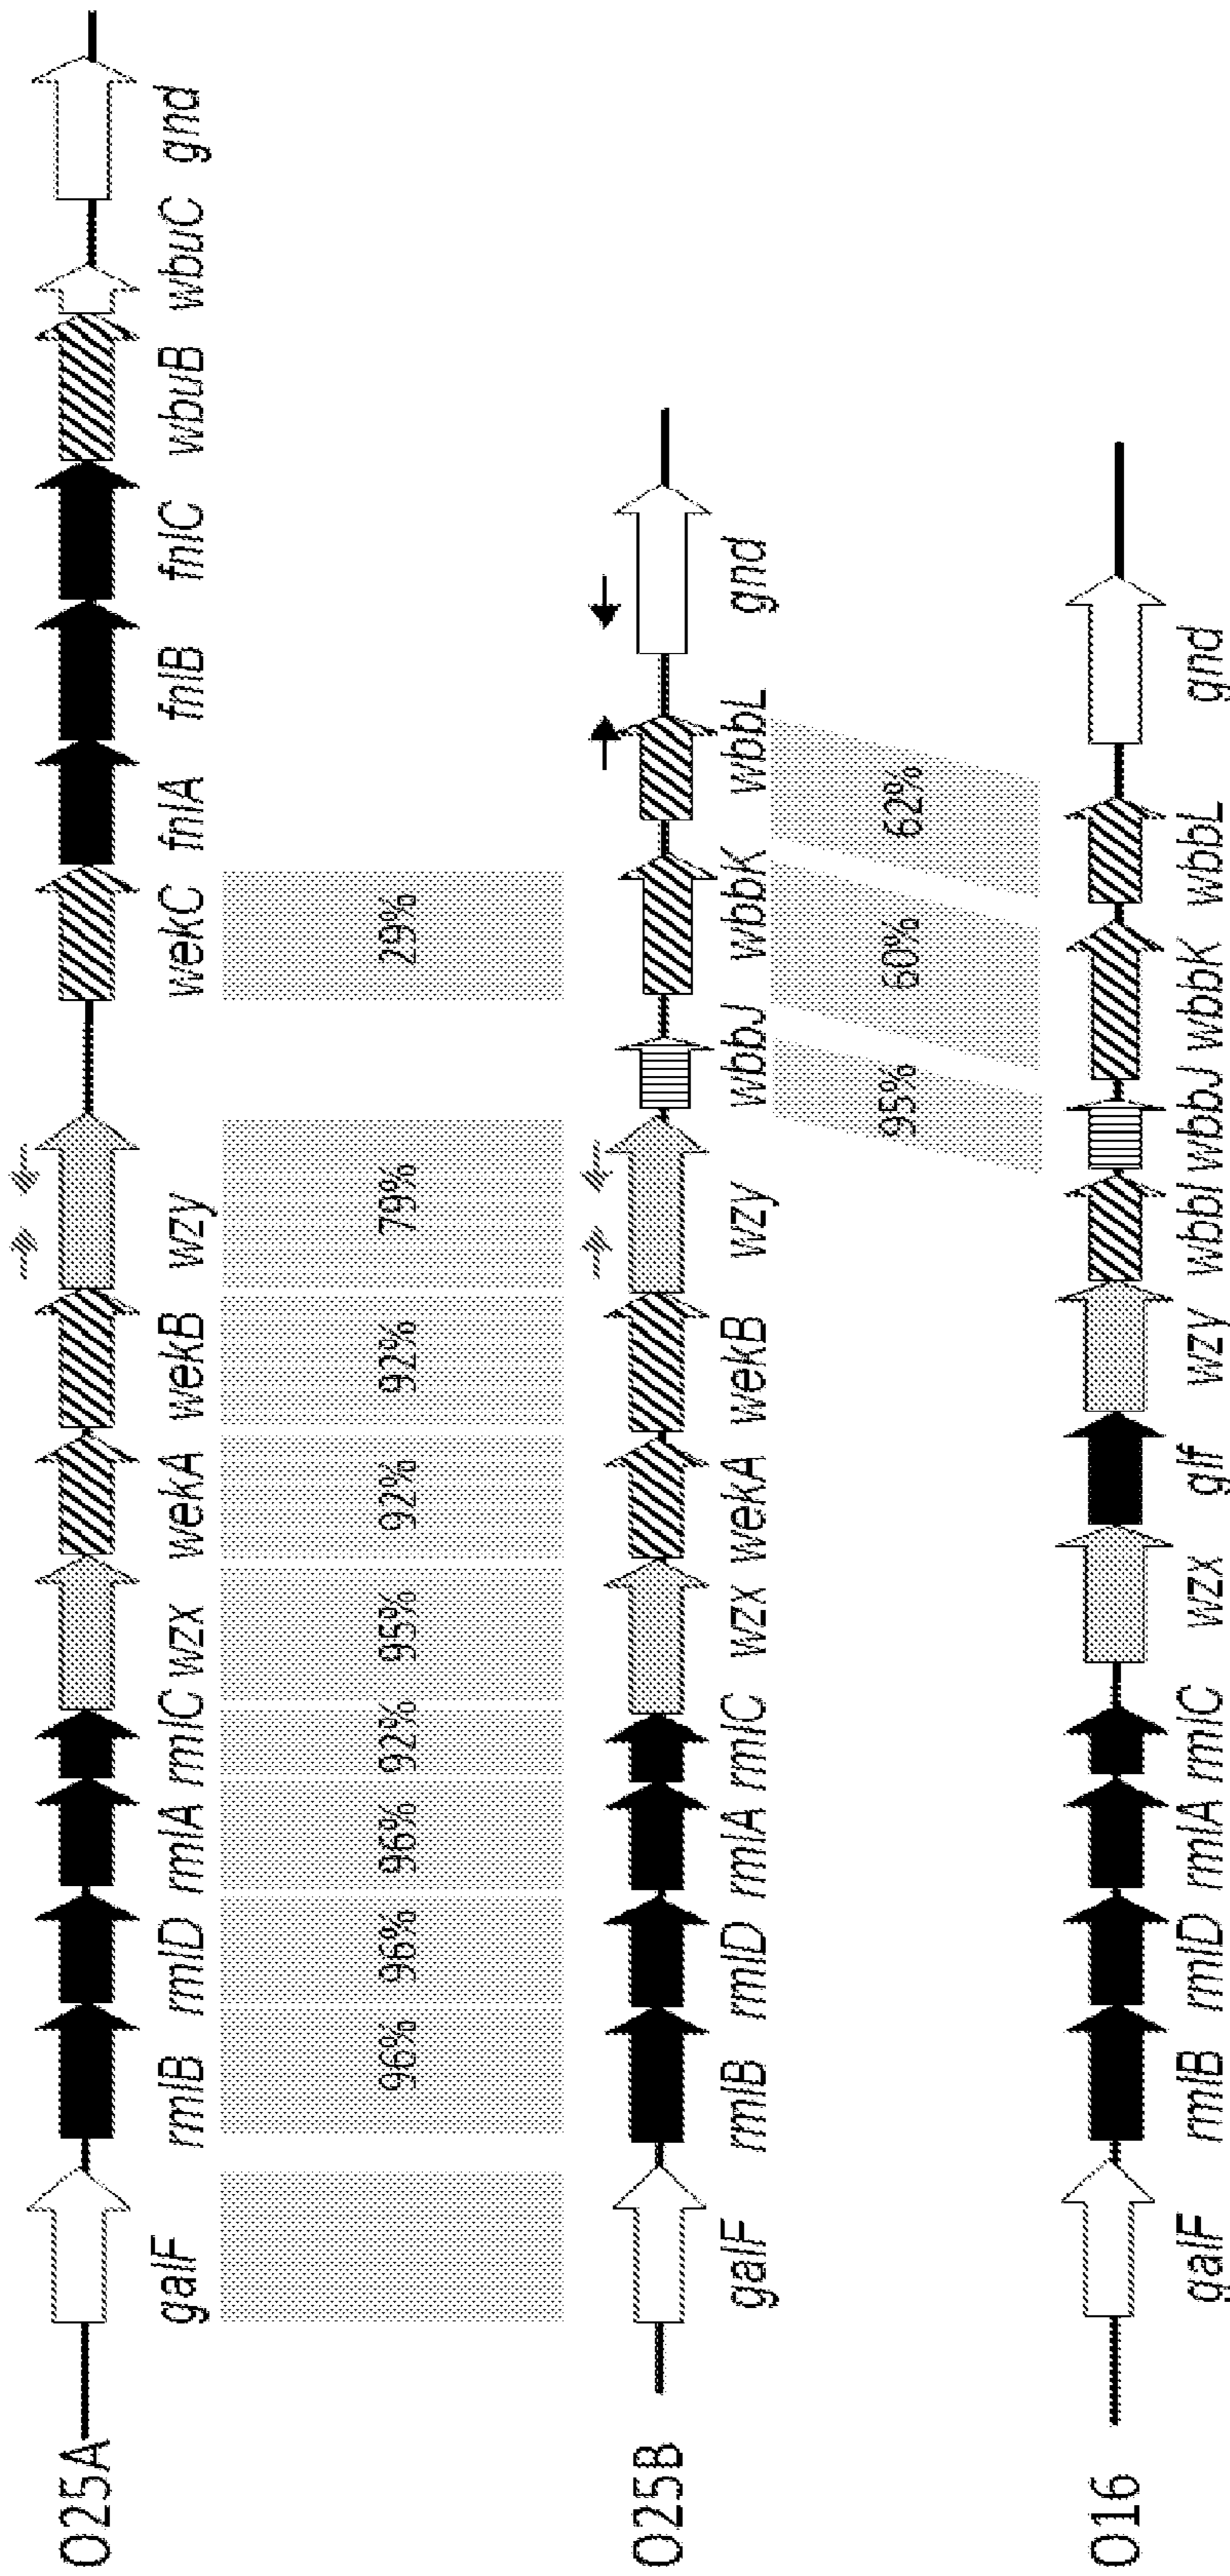 O25A
galF rmlB rmlD rmlA rmlC wzx wekA wekB wzy wekC fnlA fnlB fnlC wbuB wbuC gnd
96% 96% 96% 92% 95% 92% 92% 79% 29%
O25B
galF rmlB rmlD rmlA rmlC wzx wekA wekB wzy wbbJ wbbK wbbL gnd
95% 60% 62%
O16
galF rmlB rmlD rmlA rmlC wzx glf wzy wbbI wbbJ wbbK wbbL gnd